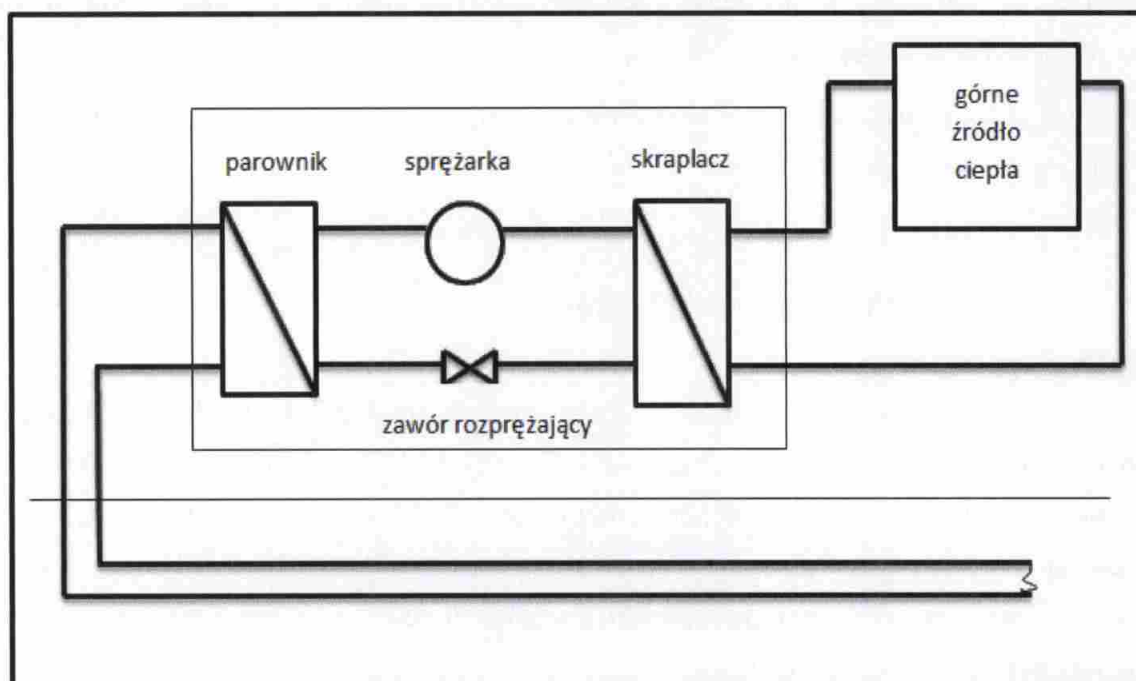 parownik
sprężarka
skraplacz
górne
źródło
ciepła
zawór rozprężający